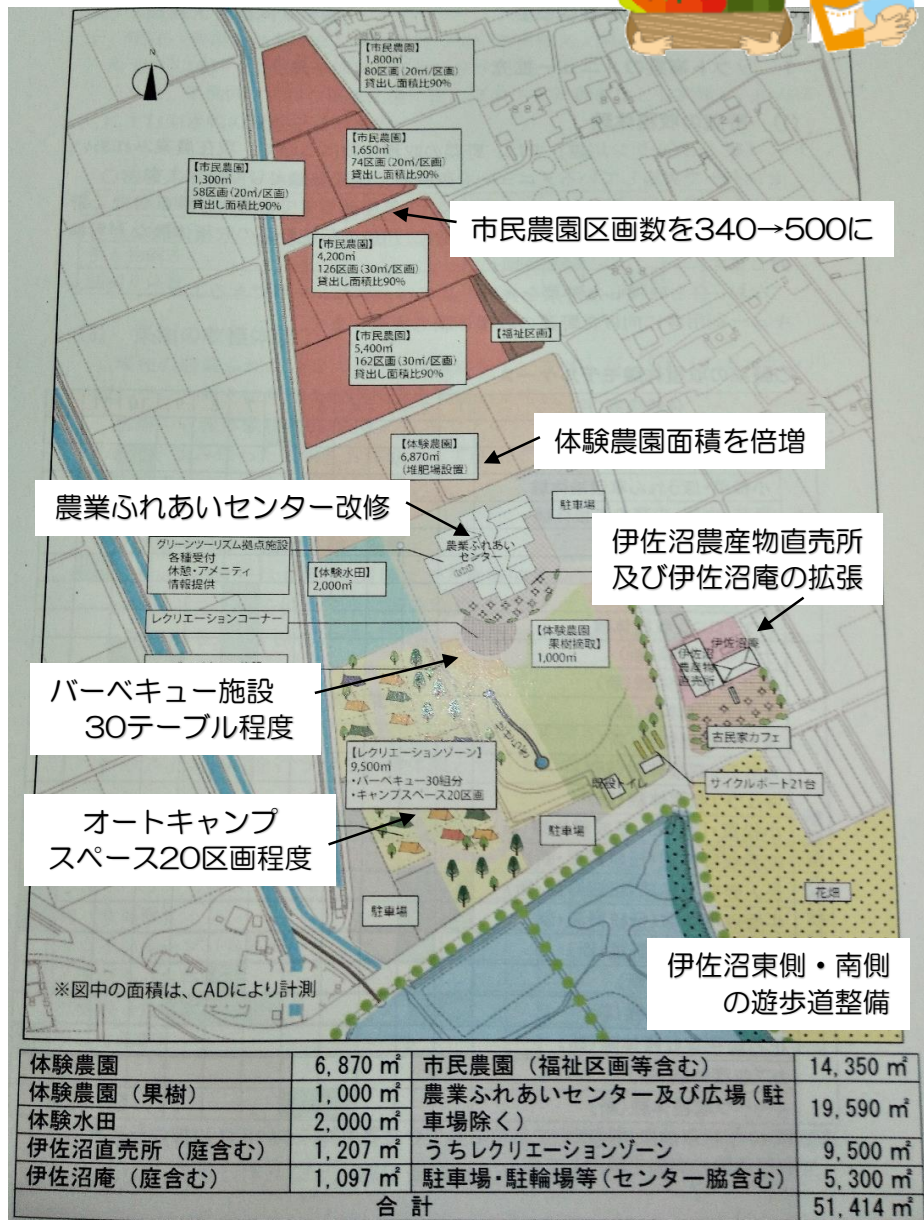 N
【市民農園】
1,800㎡
80区画(20㎡/区画)
貸出し面積比90%
【市民農園】
1,650㎡
74区画(20㎡/区画)
貸出し面積比90%
【市民農園】
1,300㎡
58区画(20㎡/区画)
貸出し面積比90%
市民農園区画数を340→500に
【市民農園】
4,200㎡
126区画(30㎡/区画)
貸出し面積比90%
【福祉区画】
【市民農園】
5,400㎡
162区画(30㎡/区画)
貸出し面積比90%
【体験農園】
6,870㎡
(堆肥場設置)
体験農園面積を倍増
農業ふれあいセンター改修
駐車場
伊佐沼農産物直売所
及び伊佐沼庵の拡張
グリーンツーリズム拠点施設
各種受付
休憩・アメニティ
情報提供
農業ふれあい
センター
【体験水田】
2,000㎡
レクリエーションコーナー
【体験農園
果樹摘取】
1,000㎡
伊佐沼庵
伊佐沼
農産物
直売所
バーベキュー施設
30テーブル程度
古民家カフェ
【レクリエーションゾーン】
9,500㎡
・バーベキュー30組分
・キャンプスペース20区画
既設トイレ
サイクルポート21台
オートキャンプ
スペース20区画程度
駐車場
花畑
駐車場
伊佐沼東側・南側
の遊歩道整備
※図中の面積は、CADにより計測
体験農園 6,870㎡ 市民農園（福祉区画等含む） 14,350㎡
体験農園（果樹） 1,000㎡ 農業ふれあいセンター及び広場(駐車場除く） 19,590㎡
体験水田 2,000㎡
伊佐沼直売所（庭含む） 1,207㎡ うちレクリエーションゾーン 9,500㎡
伊佐沼庵（庭含む） 1,097㎡ 駐車場・駐輪場等(センター脇含む） 5,300㎡
合計 51,414㎡